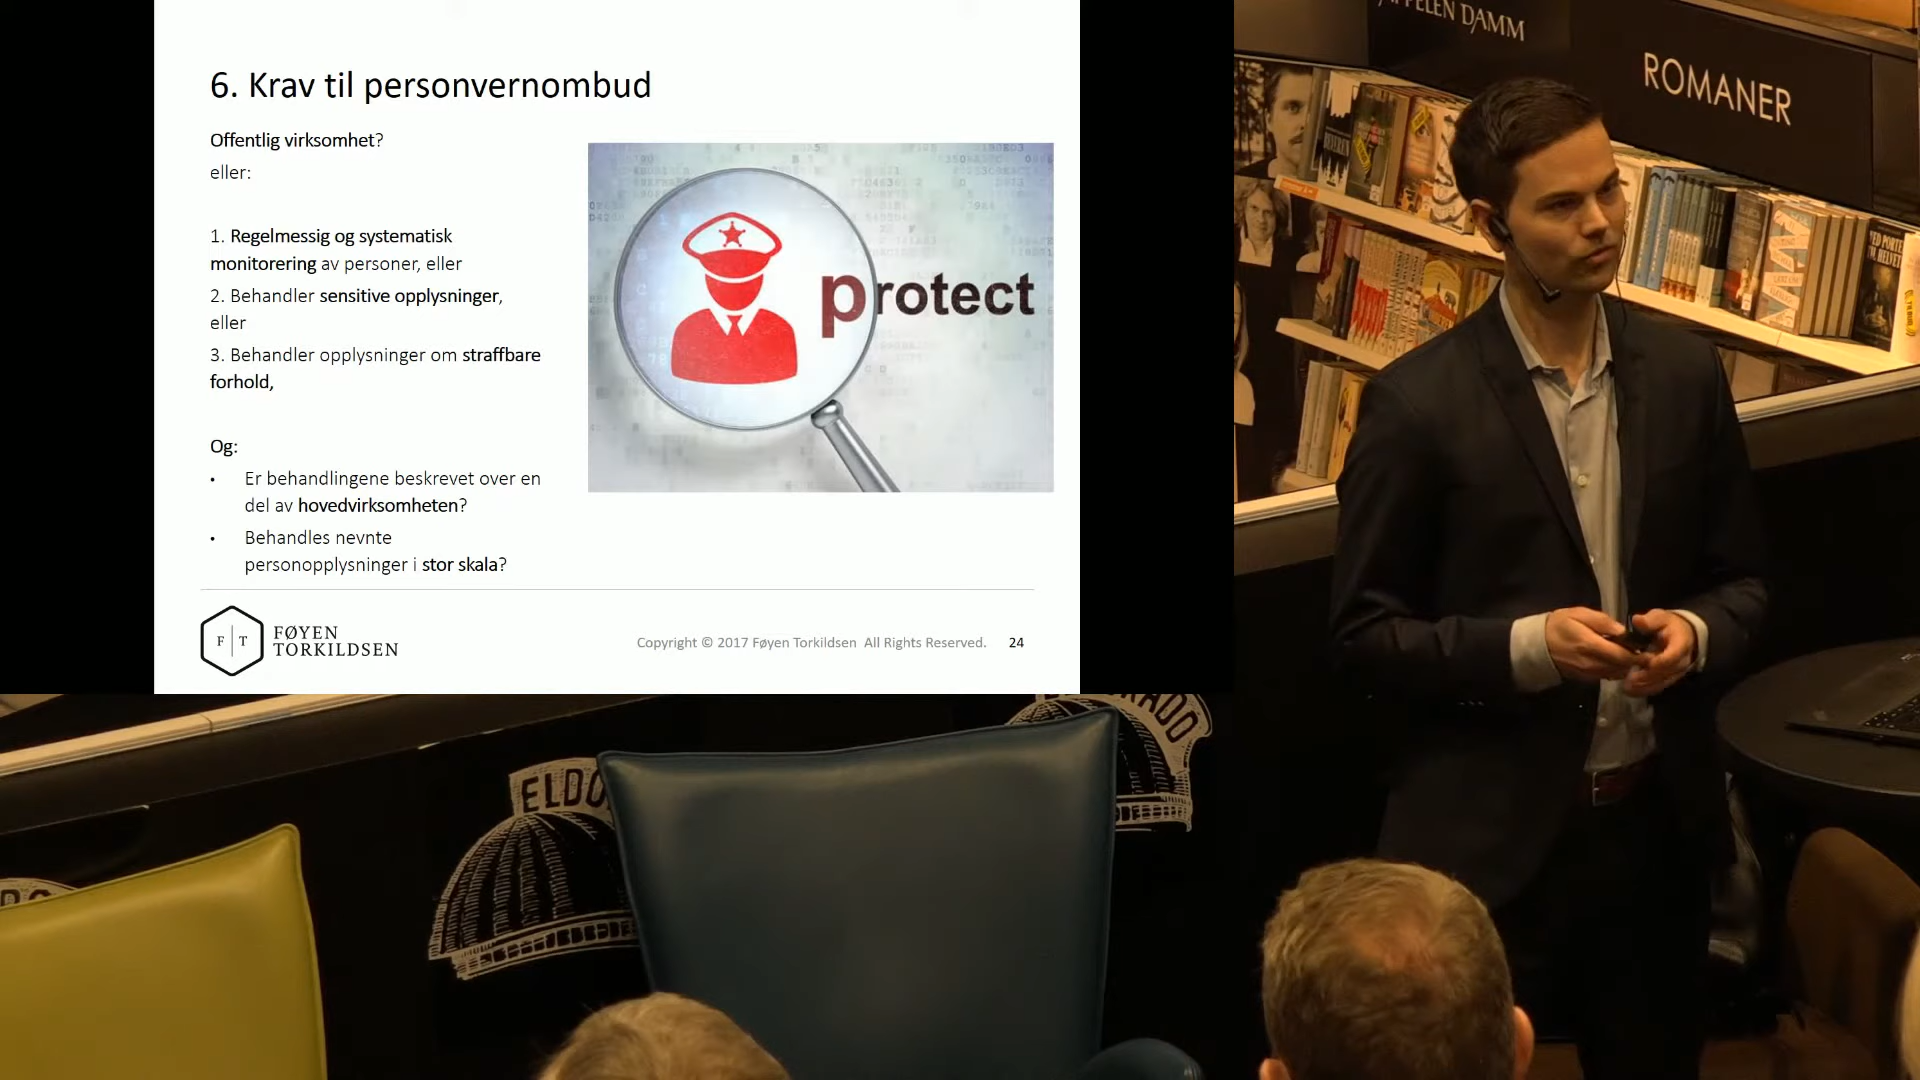 6. Krav til personvernombud
Offentlig virksomhet?
eller:
1. Regelmessig og systematisk
monitorering av personer, eller
2. Behandler sensitive opplysninger,
eller
3. Behandler opplysninger om straffbare
forhold,
Og:
• Er behandlingene beskrevet over en
del av hovedvirksomheten?
• Behandles nevnte
personopplysninger i stor skala?
protect
F T
FØYEN
TORKILDSEN
Copyright © 2017 Føyen Torkildsen All Rights Reserved. 24
DAMM
ROMANER